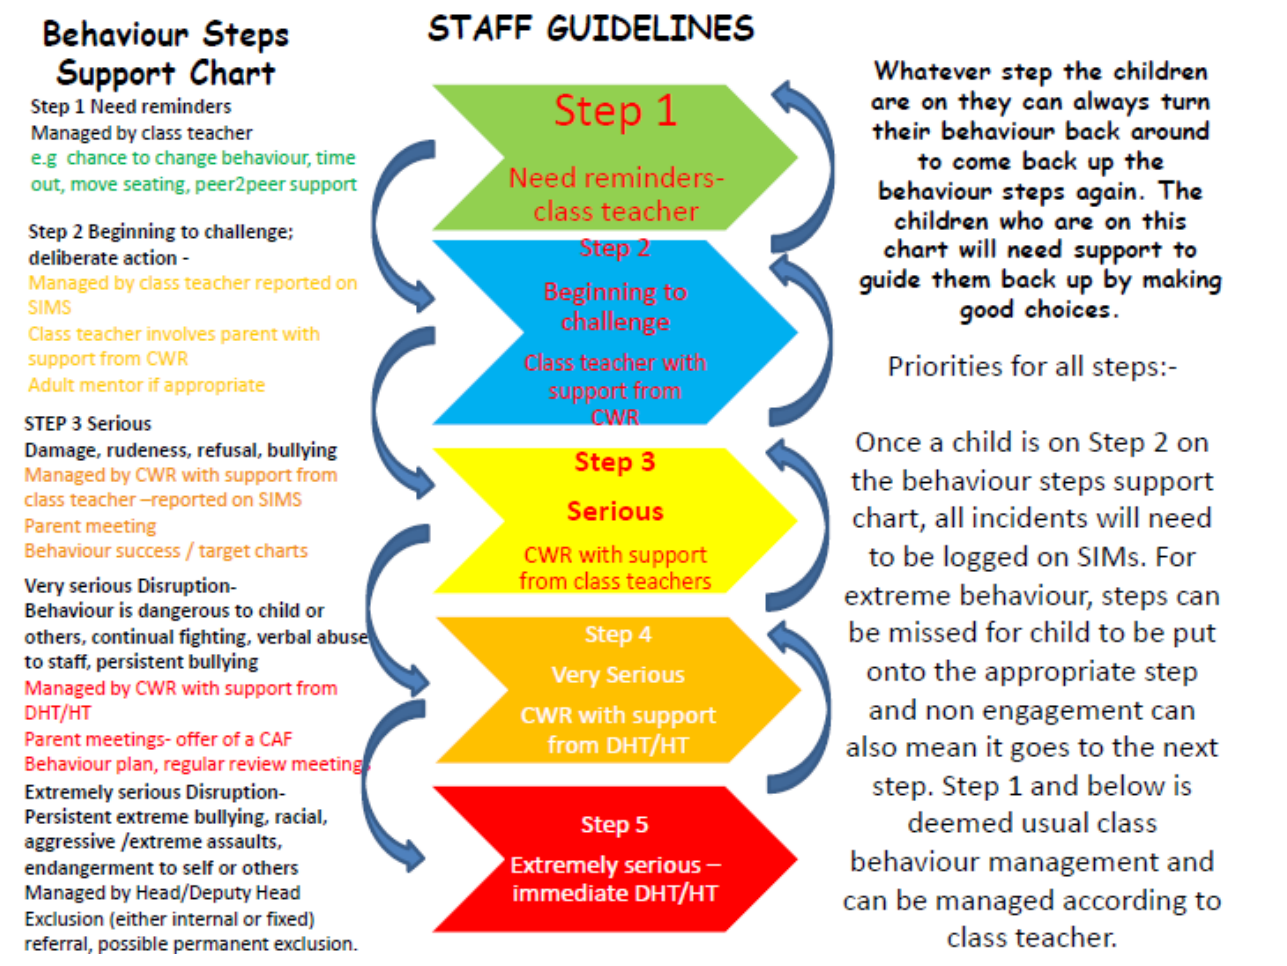 Behaviour Steps
Support Chart
Step 1 Need reminders
Managed by class teacher
e.g chance to change behaviour, time
out, move seating, peer2peer support
Step 2 Beginning to challenge;
deliberate action -
Managed by class teacher reported on
SIMS
Class teacher involves parent with
support from CWR
Adult mentor if appropriate
STEP 3 Serious
Damage, rudeness, refusal, bullying
Managed by CWR with support from
class teacher –reported on SIMS
Parent meeting
Behaviour success / target charts
Very serious Disruption-
Behaviour is dangerous to child or
others, continual fighting, verbal abuse
to staff, persistent bullying
Managed by CWR with support from
DHT/HT
Parent meetings- offer of a CAF
Behaviour plan, regular review meetings
Extremely serious Disruption-
Persistent extreme bullying, racial,
aggressive /extreme assaults,
endangerment to self or others
Managed by Head/Deputy Head
Exclusion (either internal or fixed)
referral, possible permanent exclusion.
STAFF GUIDELINES
Step 1
Need reminders-
class teacher
Step 2
Beginning to
challenge
Class teacher with
support from
CWR
Step 3
Serious
CWR with support
from class teachers
Step 4
Very Serious
CWR with support
from DHT/HT
Step 5
Extremely serious –
immediate DHT/HT
Whatever step the children
are on they can always turn
their behaviour back around
to come back up the
behaviour steps again. The
children who are on this
chart will need support to
guide them back up by making
good choices.
Priorities for all steps:-
Once a child is on Step 2 on
the behaviour steps support
chart, all incidents will need
to be logged on SIMs. For
extreme behaviour, steps can
be missed for child to be put
onto the appropriate step
and non engagement can
also mean it goes to the next
step. Step 1 and below is
deemed usual class
behaviour management and
can be managed according to
class teacher.